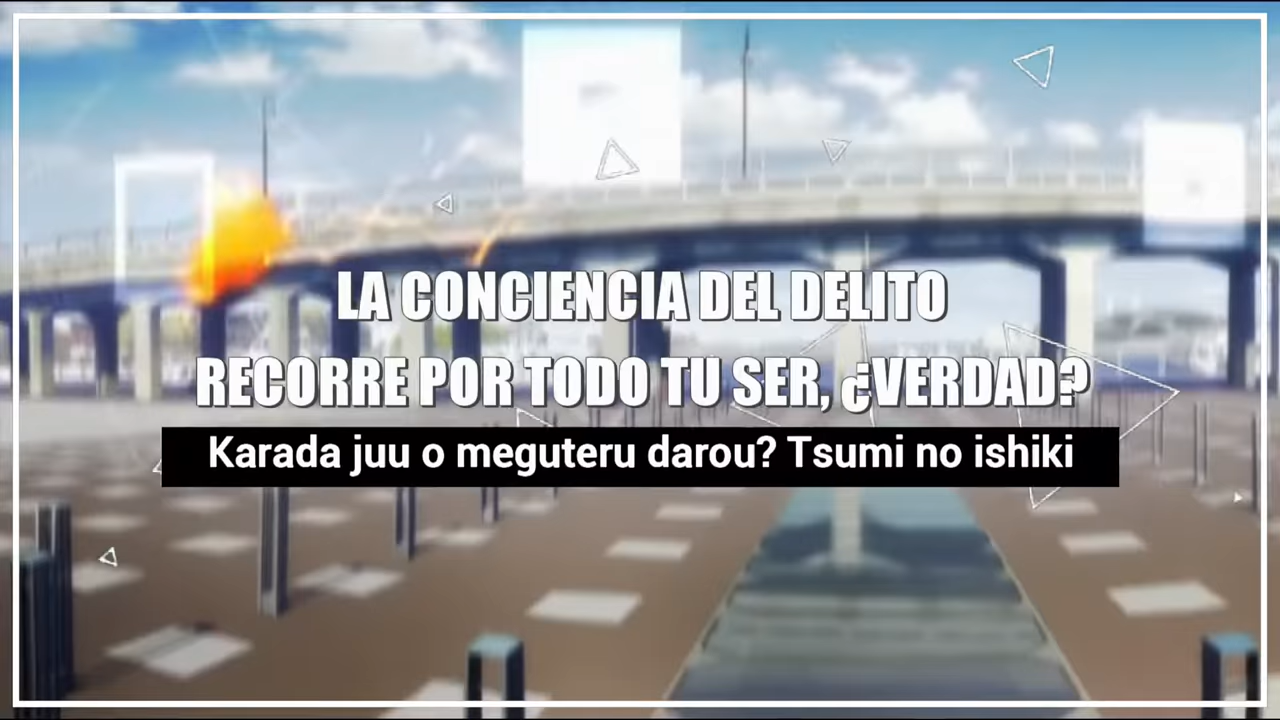 LA CONCIENCIA DEL DELITO
RECORRE POR TODO TU SER, ¿VERDAD?
Karada juu o meguteru darou? Tsumi no ishiki